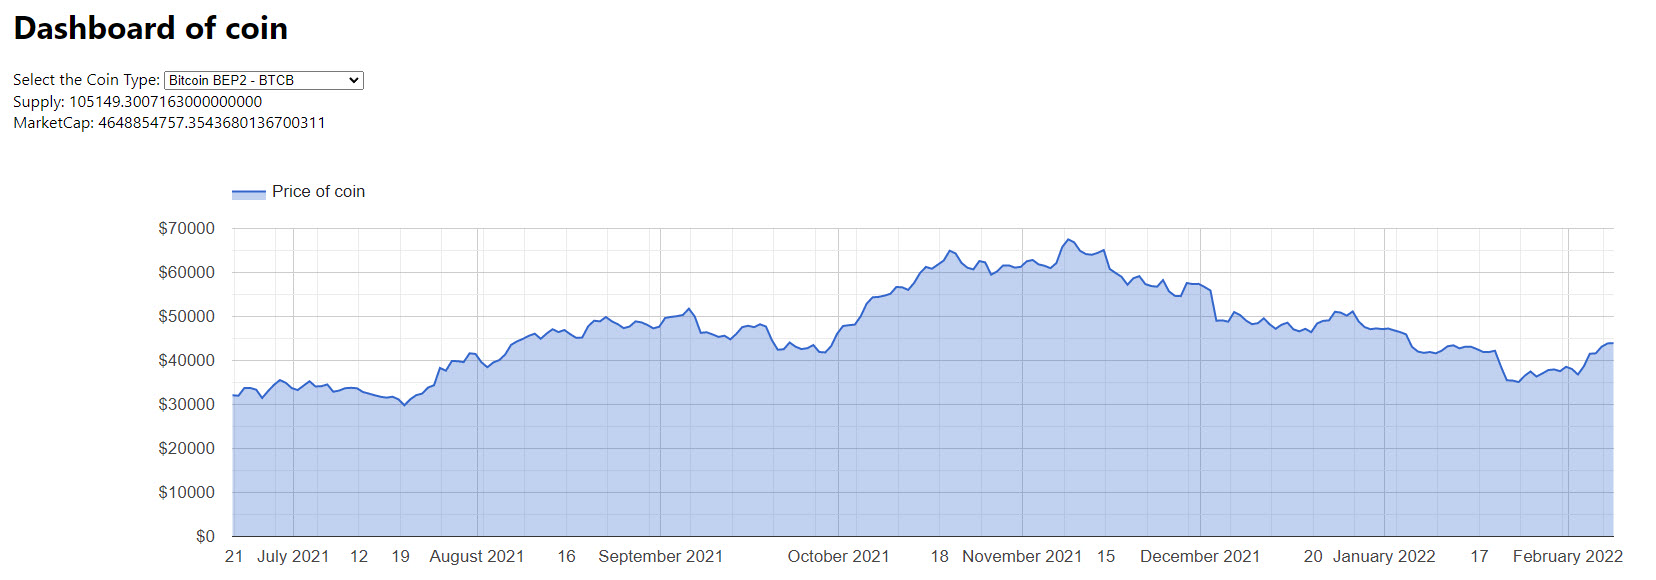 Dashboard of coin
Select the Coin Type: Bitcoin BEP2 - BTCB
Supply: 105149.3007163000000000
MarketCap: 4648854757.3543680136700311
Price of coin
$70000
$60000
$50000
$40000
$30000
$20000
$10000
$0
21 July 2021 12 19 August 2021 16 September 2021 October 2021 18 November 2021 15 December 2021 20 January 2022 17 February 2022